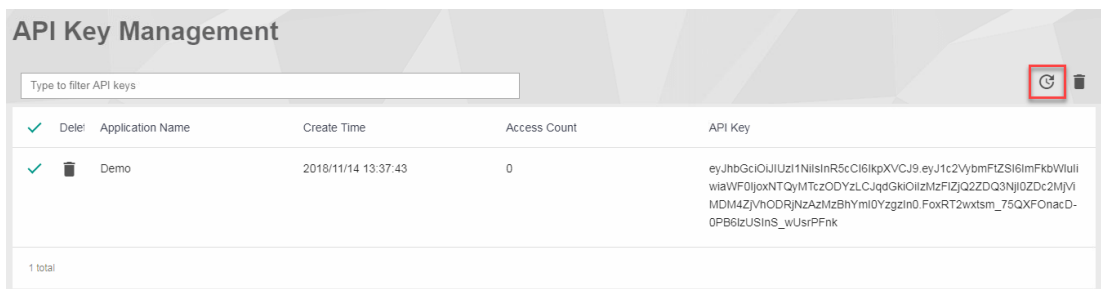 API Key Management
Type to filter API keys
Delet Application Name Create Time Access Count API Key
Demo 2018/11/14 13:37:43 0 eyJhbGciOiJIUzI1NiIsInR5cCI6IkpXVCJ9.eyJ1c2VybmFtZSI6ImFkbWluIi
wiaWF0IjoxNTQyMTczODYzLCJqdGkiOiIzMzFlZjQ2ZDQ3NjI0ZDc2MjVi
MDM4ZjVhODRjNzAzMzBhYmI0YzgzIn0.FoxRT2wxtsm_75QXFOnacD-
0PB6IzUSInS_wUsrPFnk
1 total